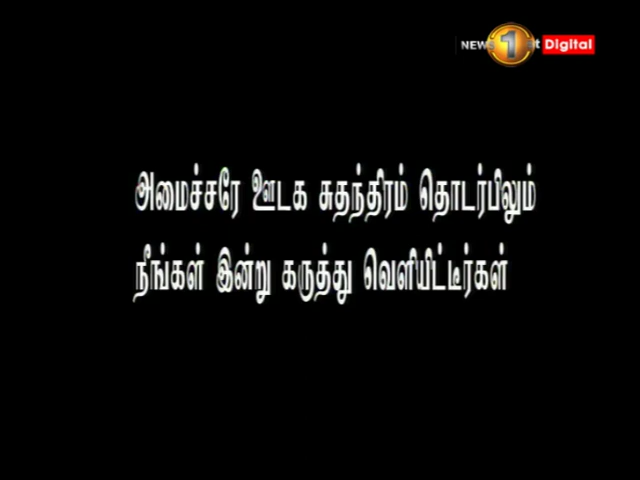 NEWS 1st Digital
அமைச்சரே ஊடக சுதந்திரம் தொடர்பிலும்
நீங்கள் இன்று கருத்து வெளியிட்டீர்கள்